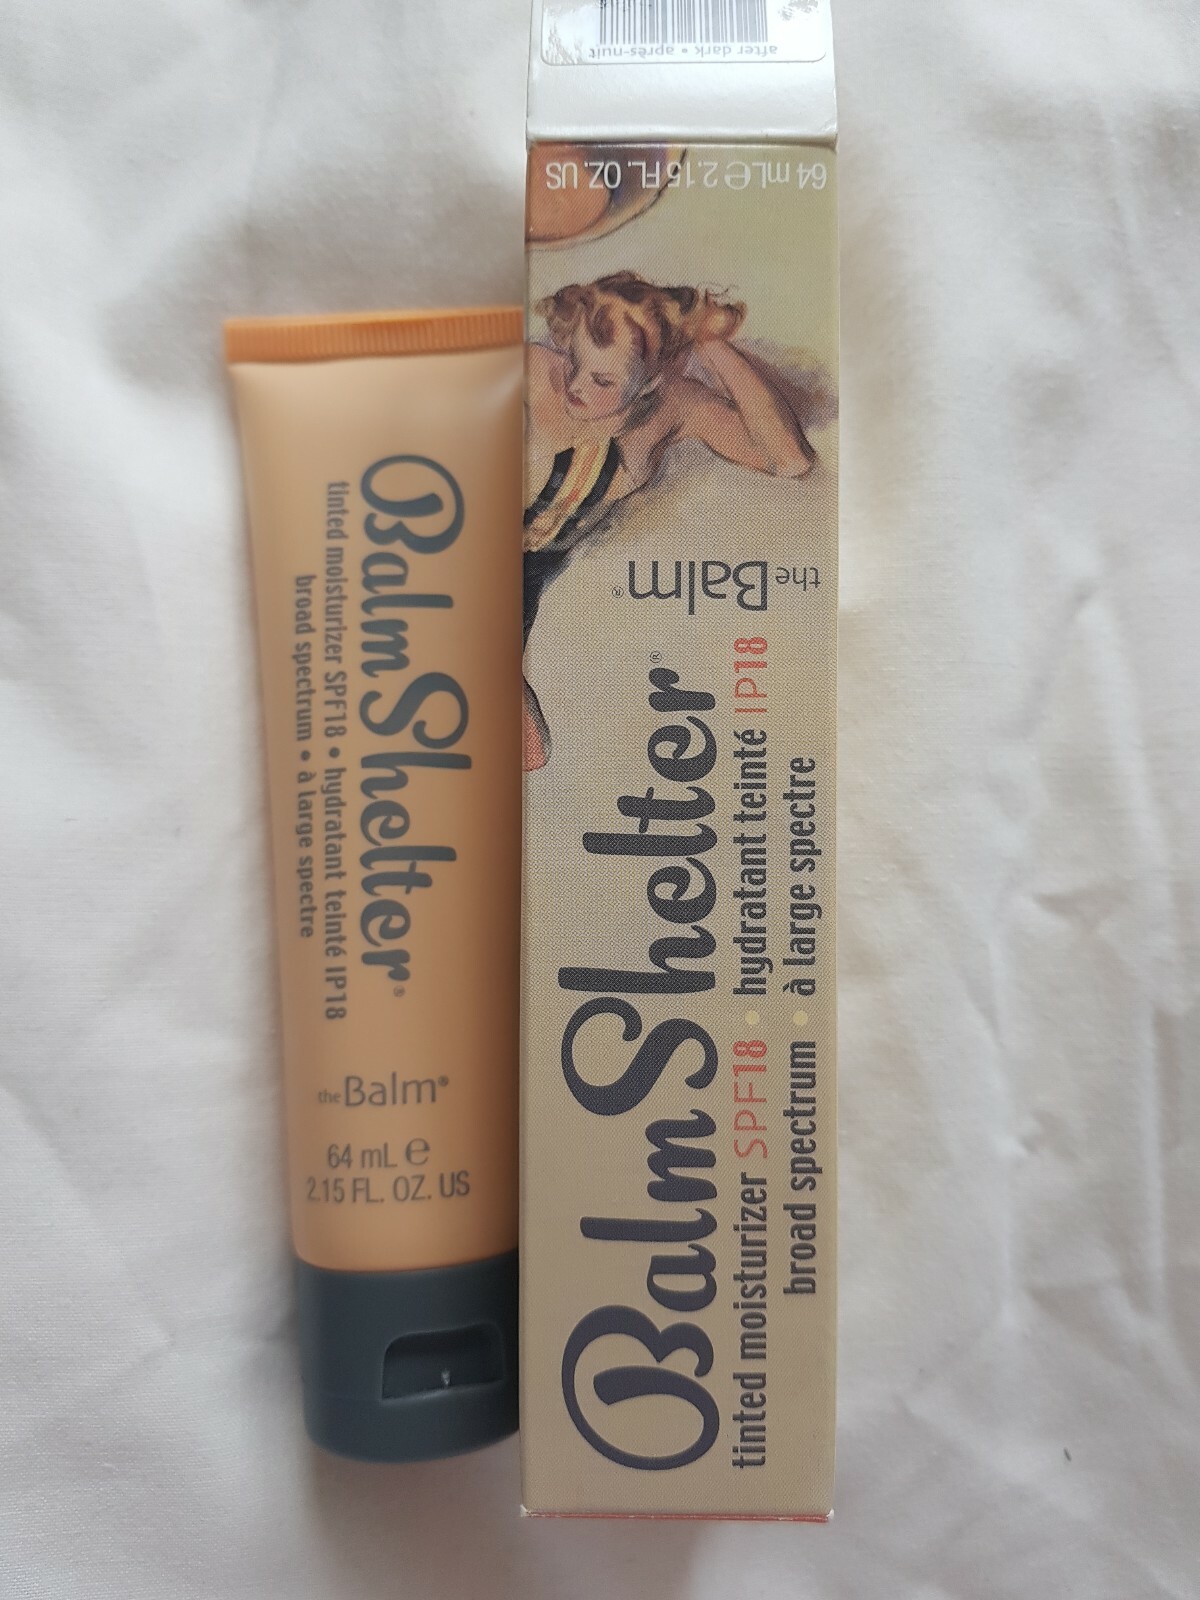 BalmShelter®
tinted moisturizer SPF18 • hydratant teinté IP18
broad spectrum • à large spectre
theBalm®
64 mL ℮
2.15 FL. OZ. US
after dark • après-nuit
64 mL ℮ 2.15 FL. OZ. US
theBalm®
BalmShelter®
tinted moisturizer SPF18 • hydratant teinté IP18
broad spectrum • à large spectre